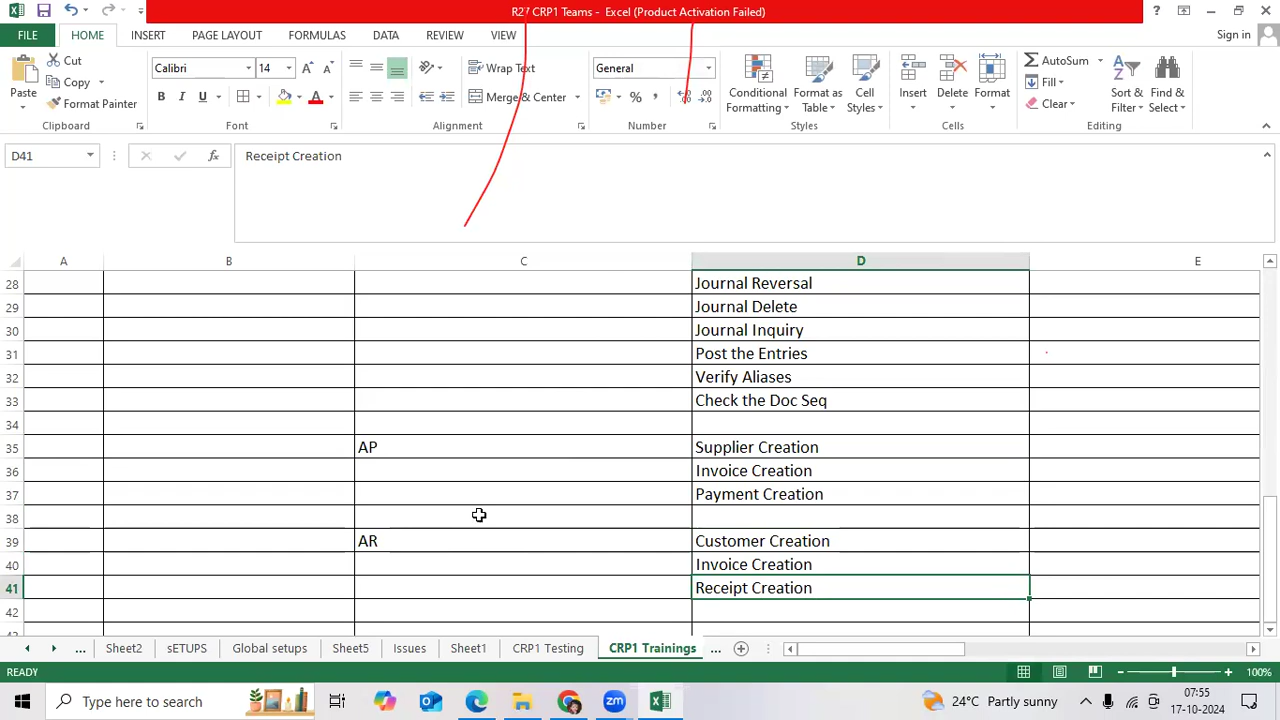 R27 CRP1 Teams - Excel (Product Activation Failed)
FILE HOME INSERT PAGE LAYOUT FORMULAS DATA REVIEW VIEW Sign in
Paste Cut Copy Format Painter Clipboard
Calibri 14 B I U A Font
Wrap Text Merge & Center Alignment
General % Number
Conditional Formatting Format as Table Cell Styles Styles
Insert Delete Format Cells
AutoSum Fill Clear Sort & Filter Find & Select Editing
D41 fx Receipt Creation
A B C D E
28 Journal Reversal
29 Journal Delete
30 Journal Inquiry
31 Post the Entries
32 Verify Aliases
33 Check the Doc Seq
34
35 AP Supplier Creation
36 Invoice Creation
37 Payment Creation
38
39 AR Customer Creation
40 Invoice Creation
41 Receipt Creation
42
... Sheet2 sETUPS Global setups Sheet5 Issues Sheet1 CRP1 Testing CRP1 Trainings ...
READY 100%
Type here to search zm 24°C Partly sunny 07:55
17-10-2024